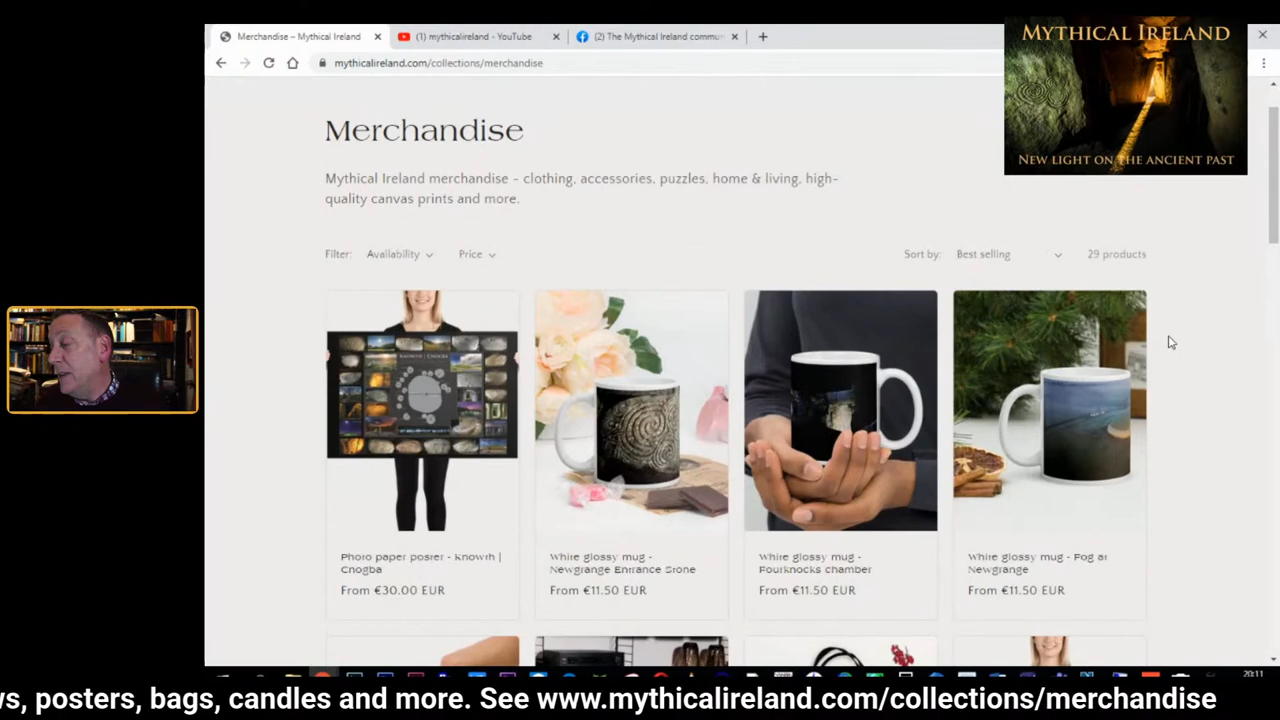 Merchandise – Mythical Ireland
(1) mythicalireland - YouTube
(2) The Mythical Ireland commun
mythicalireland.com/collections/merchandise
MYTHICAL IRELAND
NEW LIGHT ON THE ANCIENT PAST
Merchandise
Mythical Ireland merchandise - clothing, accessories, puzzles, home & living, high-
quality canvas prints and more.
Filter: Availability Price
Sort by: Best selling 29 products
KNOWTH | CNOGBA
Photo paper poster - Knowth |
Cnogba
From €30.00 EUR
White glossy mug -
Newgrange Entrance Stone
From €11.50 EUR
White glossy mug -
Fourknocks chamber
From €11.50 EUR
White glossy mug - Fog at
Newgrange
From €11.50 EUR
20:11
ws, posters, bags, candles and more. See www.mythicalireland.com/collections/merchandise